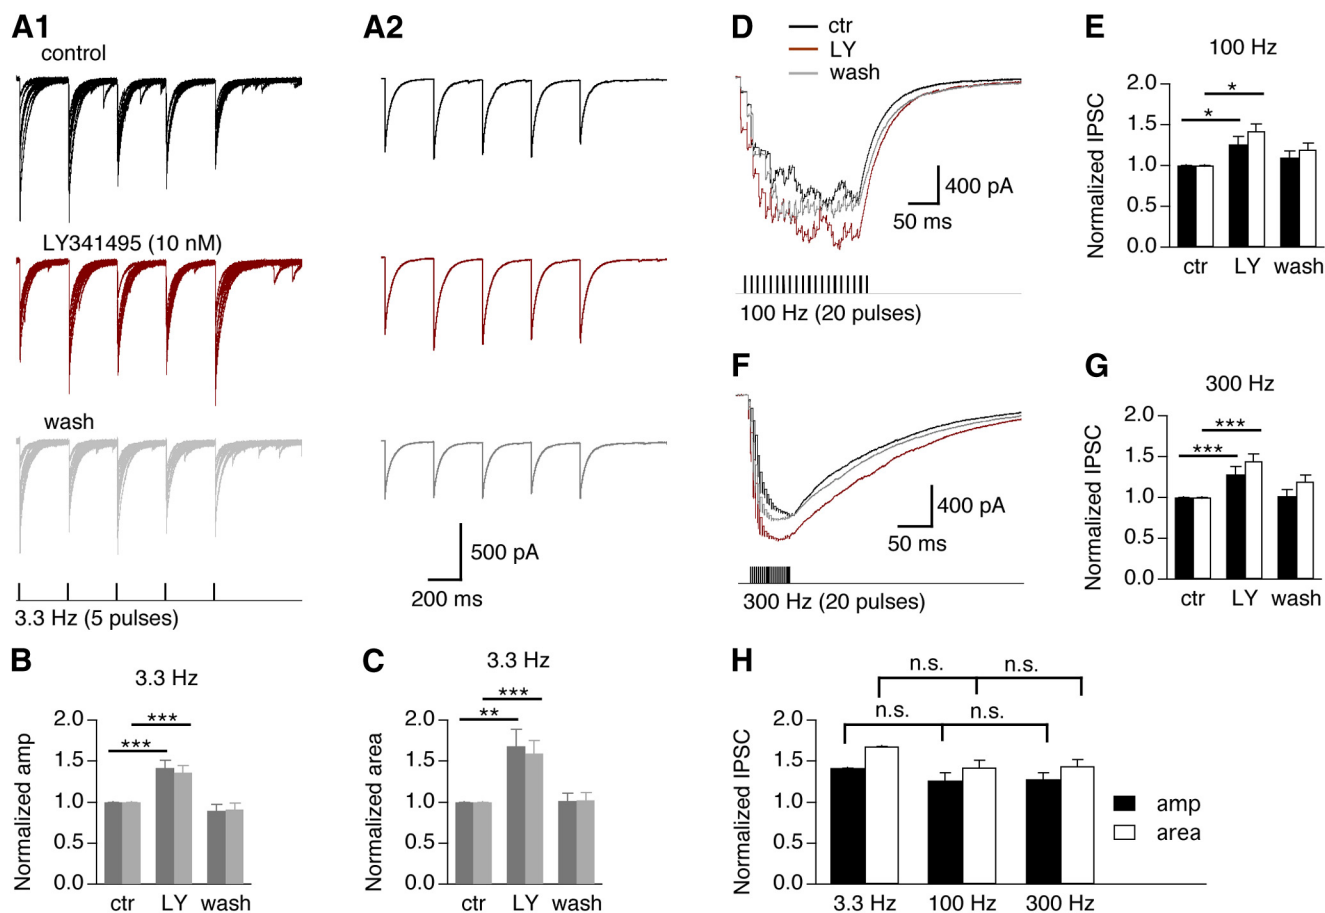 A1
control
LY341495 (10 nM)
wash
3.3 Hz (5 pulses)
A2
500 pA
200 ms
D
ctr
LY
wash
400 pA
50 ms
100 Hz (20 pulses)
E
100 Hz
Normalized IPSC
2.0
1.5
1.0
0.5
0.0
*
*
ctr LY wash
F
400 pA
50 ms
300 Hz (20 pulses)
G
300 Hz
Normalized IPSC
2.0
1.5
1.0
0.5
0.0
***
***
ctr LY wash
B
3.3 Hz
Normalized amp
2.0
1.5
1.0
0.5
0.0
***
***
ctr LY wash
C
3.3 Hz
Normalized area
2.0
1.5
1.0
0.5
0.0
***
**
ctr LY wash
H
n.s. n.s.
n.s. n.s.
Normalized IPSC
2.0
1.5
1.0
0.5
0.0
3.3 Hz 100 Hz 300 Hz
amp
area